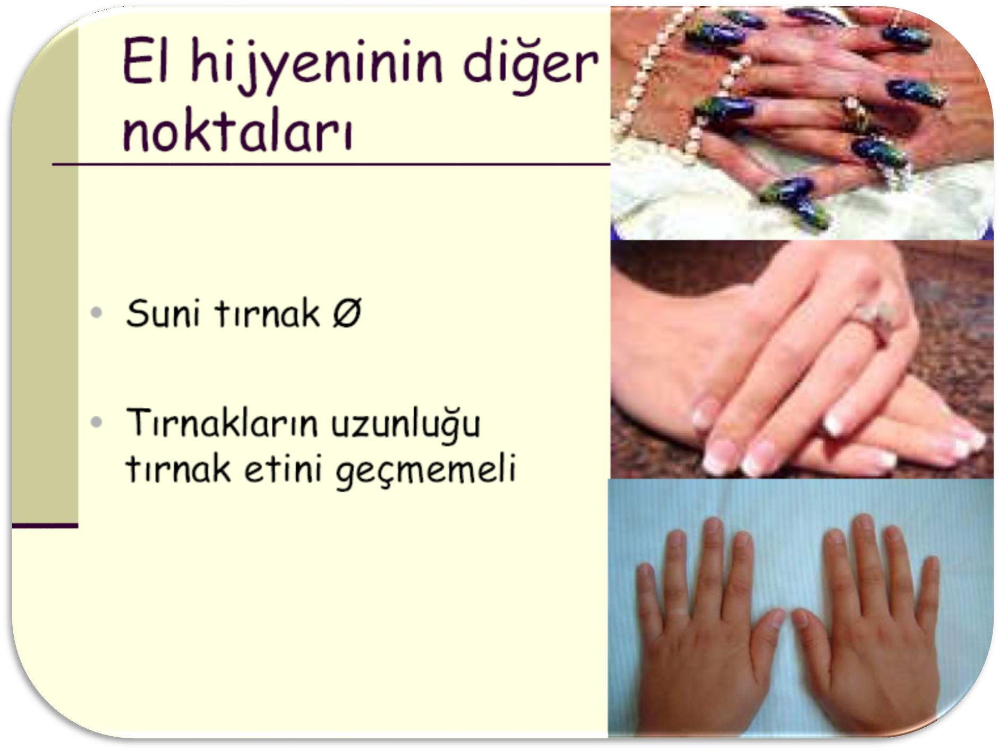 El hijyeninin diğer
noktaları
• Suni tırnak Ø
• Tırnakların uzunluğu
tırnak etini geçmemeli